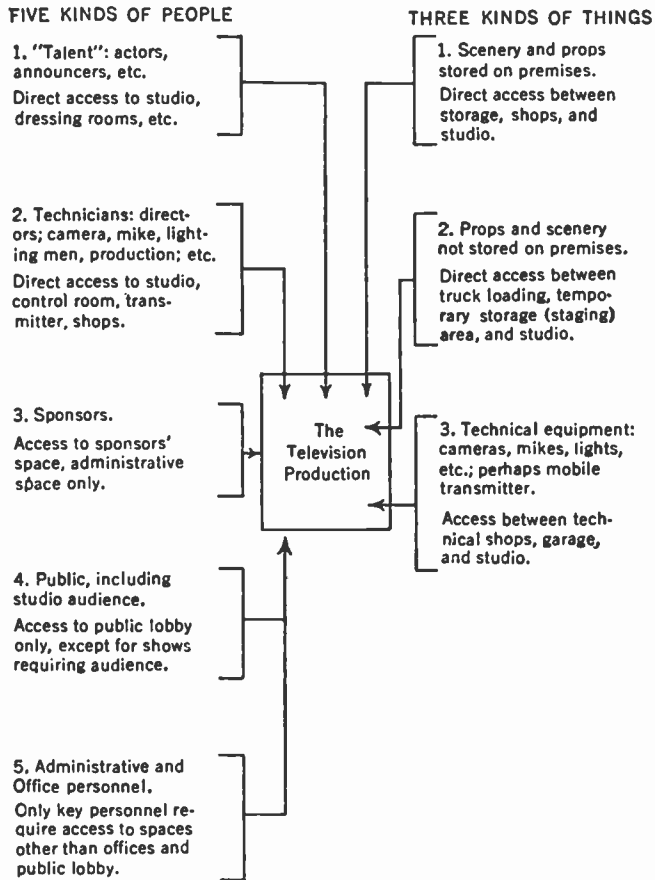 FIVE KINDS OF PEOPLE
1. "Talent": actors,
announcers, etc.
Direct access to studio,
dressing rooms, etc.
2. Technicians: direct-
ors; camera, mike, light-
ing men, production; etc.
Direct access to studio,
control room, trans-
mitter, shops.
3. Sponsors.
Access to sponsors'
space, administrative
space only.
4. Public, including
studio audience.
Access to public lobby
only, except for shows
requiring audience.
5. Administrative and
Office personnel.
Only key personnel re-
quire access to spaces
other than offices and
public lobby.
The
Television
Production
THREE KINDS OF THINGS
1. Scenery and props
stored on premises.
Direct access between
storage, shops, and
studio.
2. Props and scenery
not stored on premises.
Direct access between
truck loading, tempo-
rary storage (staging)
area, and studio.
3. Technical equipment:
cameras, mikes, lights,
etc.; perhaps mobile
transmitter.
Access between tech-
nical shops, garage,
and studio.